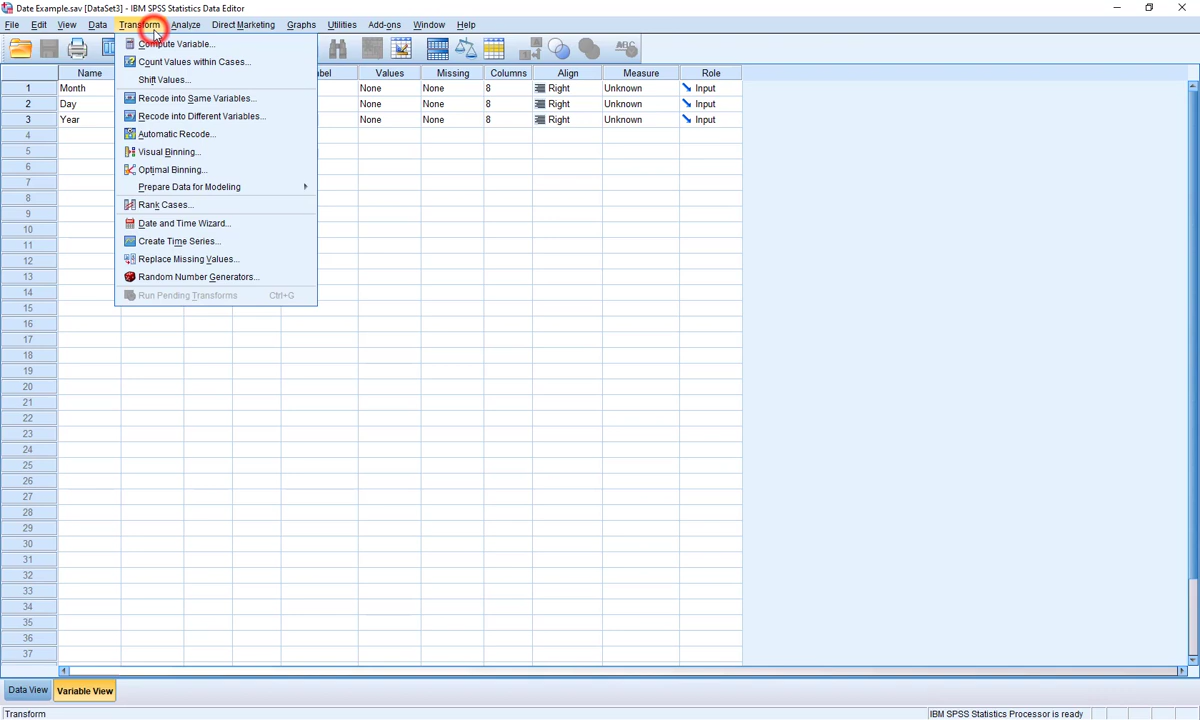 Date Example.sav [DataSet3] - IBM SPSS Statistics Data Editor
File Edit View Data Transform Analyze Direct Marketing Graphs Utilities Add-ons Window Help
Compute Variable...
Count Values within Cases...
Shift Values...
Recode into Same Variables...
Recode into Different Variables...
Automatic Recode...
Visual Binning...
Optimal Binning...
Prepare Data for Modeling
Rank Cases...
Date and Time Wizard...
Create Time Series...
Replace Missing Values...
Random Number Generators...
Run Pending Transforms Ctrl+G
Name Values Missing Columns Align Measure Role
1 Month None None 8 Right Unknown Input
2 Day None None 8 Right Unknown Input
3 Year None None 8 Right Unknown Input
4
5
6
7
8
9
10
11
12
13
14
15
16
17
18
19
20
21
22
23
24
25
26
27
28
29
30
31
32
33
34
35
36
37
Data View Variable View
Transform IBM SPSS Statistics Processor is ready